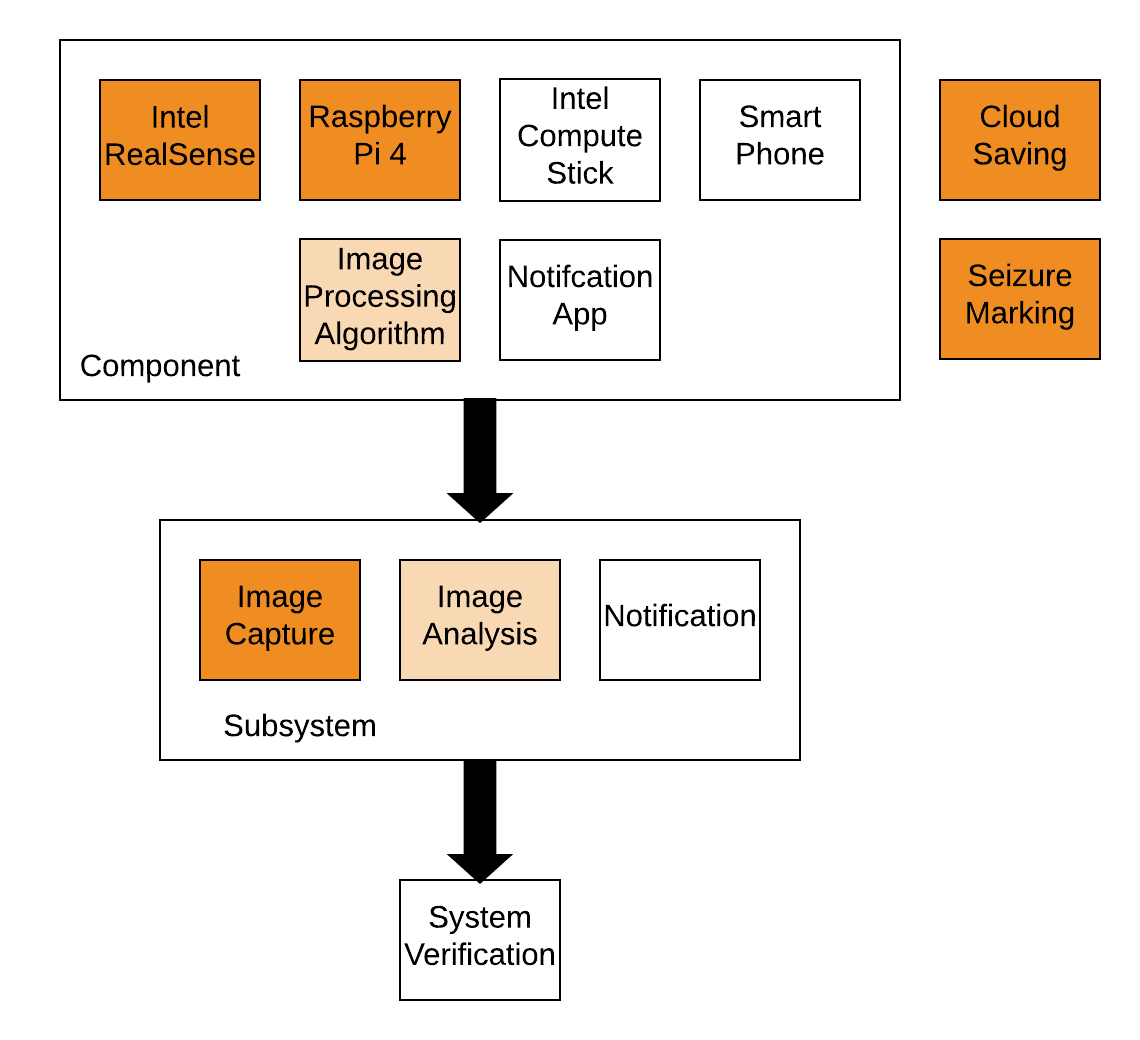 Intel
RealSense
Raspberry
Pi 4
Intel
Compute
Stick
Smart
Phone
Cloud
Saving
Image
Processing
Algorithm
Notifcation
App
Seizure
Marking
Component
Image
Capture
Image
Analysis
Notification
Subsystem
System
Verification